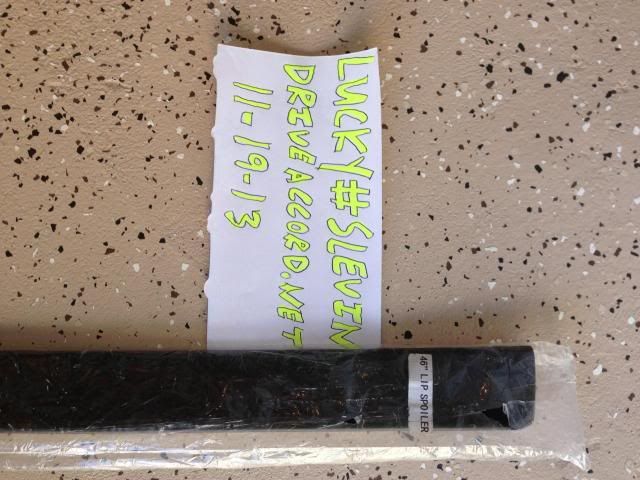 LUCKY#SLEVIN
DRIVEACCORD.NET
11-19-13
46" LIP SPOILER